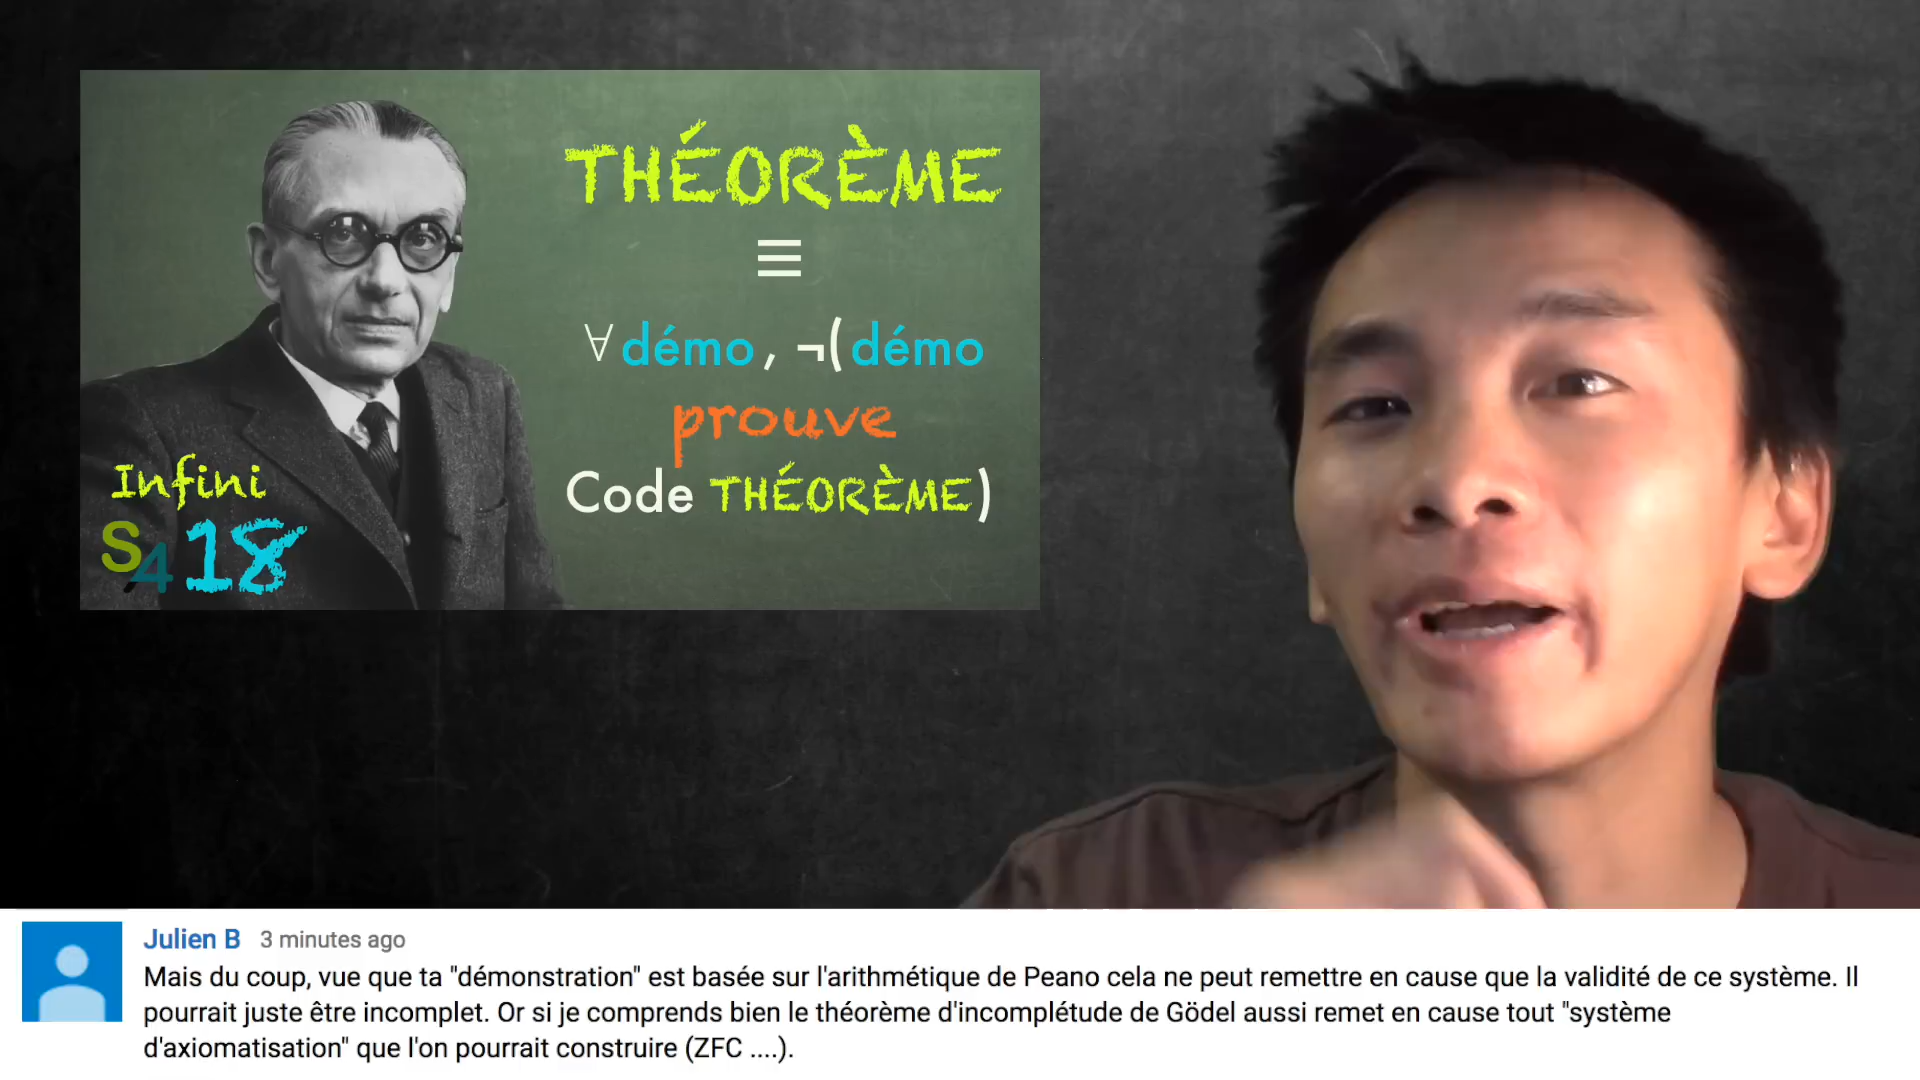 THÉORÈME
≡
∀ démo, ¬(démo
prouve
Code THÉORÈME)
Infini
S4 18
Julien B 3 minutes ago
Mais du coup, vue que ta "démonstration" est basée sur l'arithmétique de Peano cela ne peut remettre en cause que la validité de ce système. Il
pourrait juste être incomplet. Or si je comprends bien le théorème d'incomplétude de Gödel aussi remet en cause tout "système
d'axiomatisation" que l'on pourrait construire (ZFC ....).